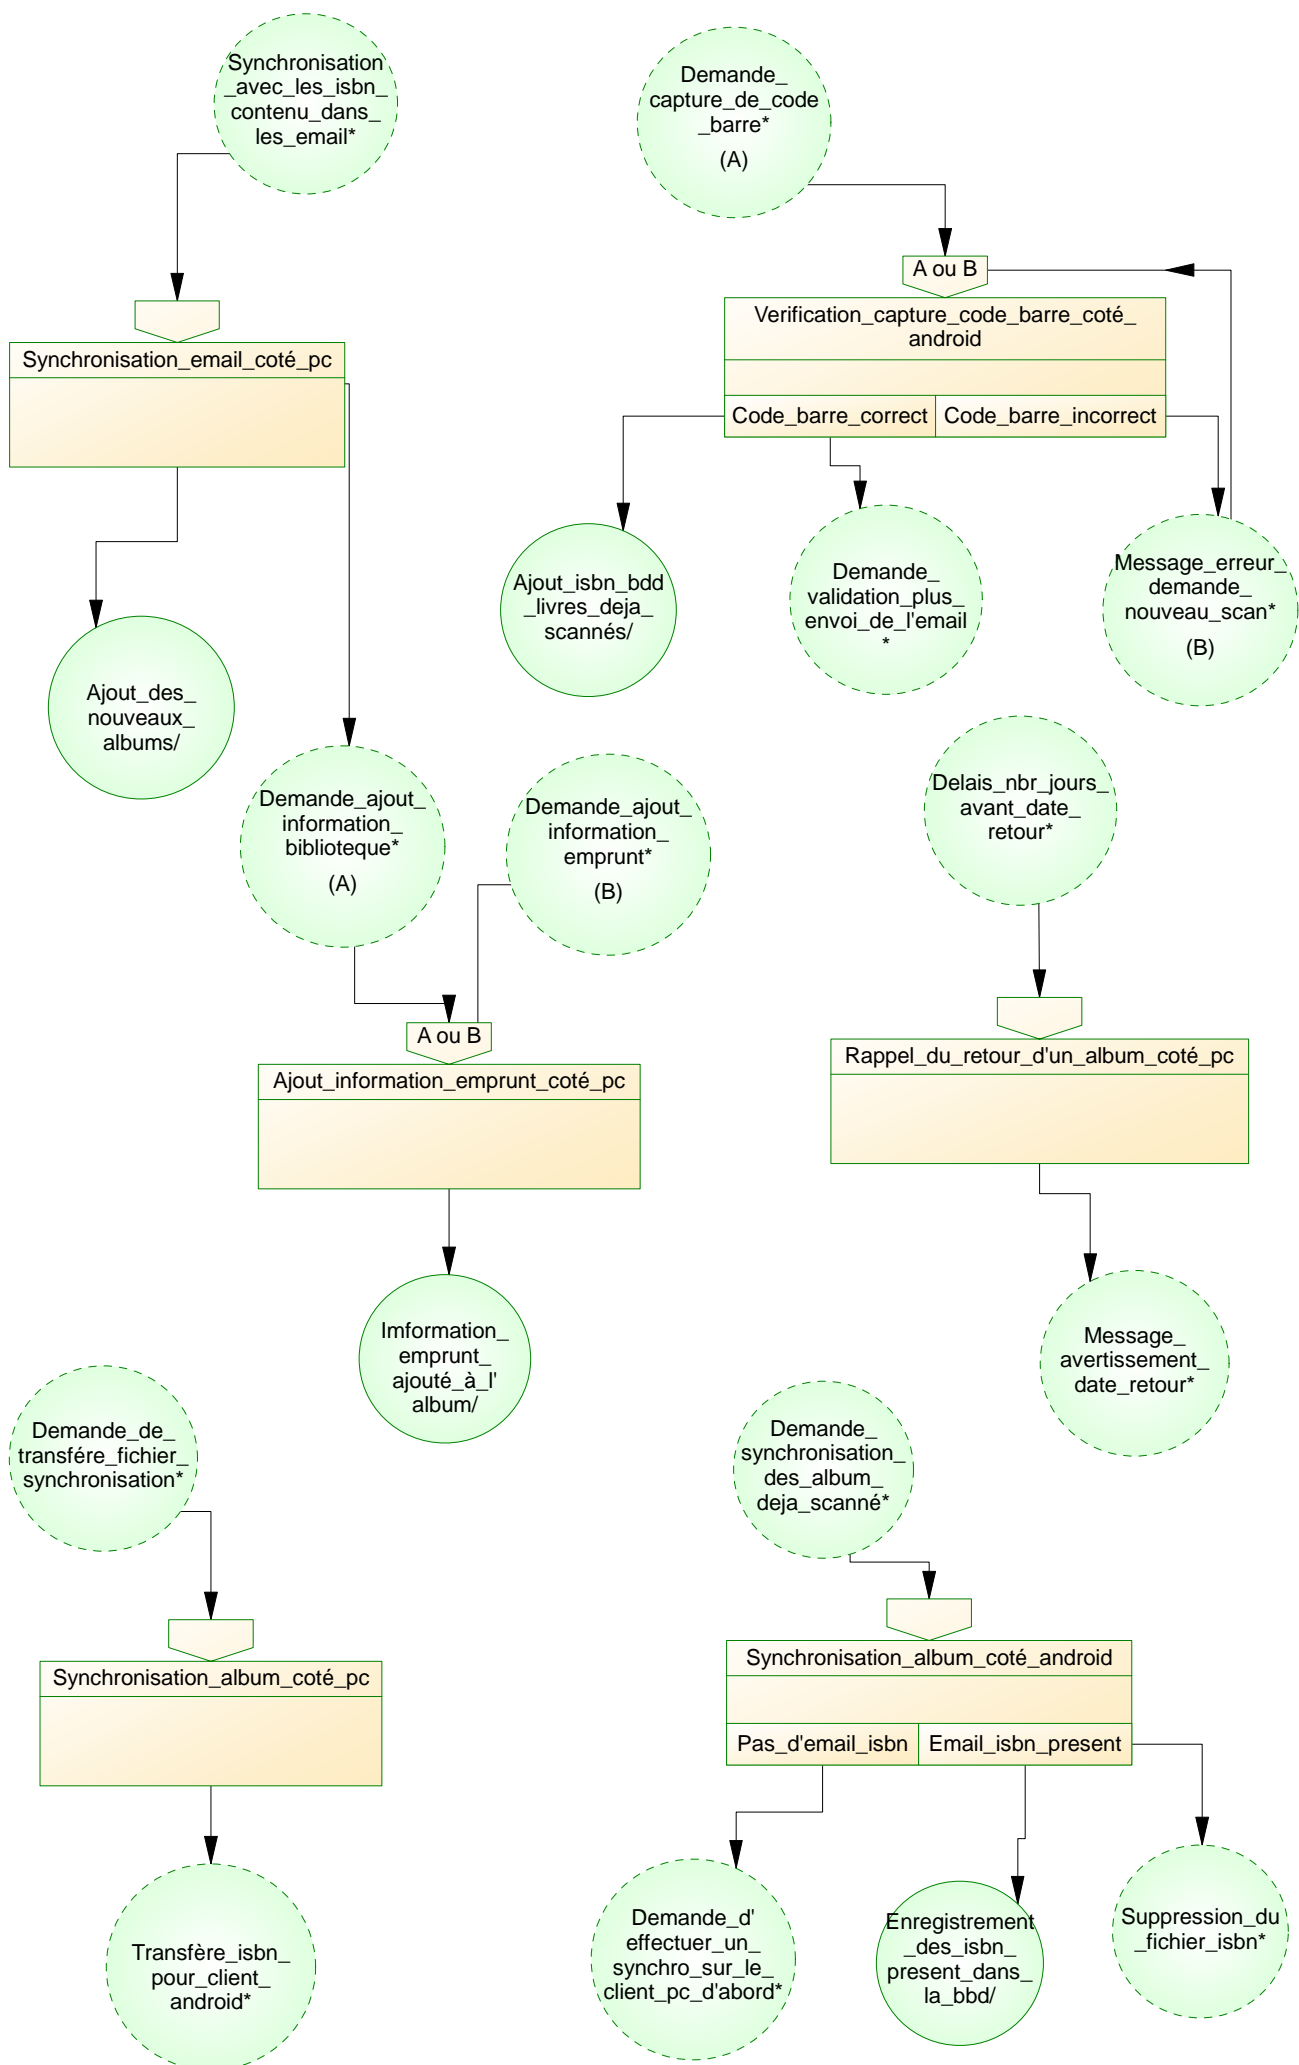 Synchronisation
_avec_les_isbn_
contenu_dans_
les_email*
Demande_
capture_de_code
_barre*
(A)
A ou B
Verification_capture_code_barre_coté_
android
Code_barre_correct
Code_barre_incorrect
Synchronisation_email_coté_pc
Ajout_isbn_bdd
_livres_deja_
scannés/
Demande_
validation_plus_
envoi_de_l'email
*
Message_erreur_
demande_
nouveau_scan*
(B)
Ajout_des_
nouveaux_
albums/
Demande_ajout_
information_
biblioteque*
(A)
Demande_ajout_
information_
emprunt*
(B)
Delais_nbr_jours_
avant_date_
retour*
A ou B
Ajout_information_emprunt_coté_pc
Rappel_du_retour_d'un_album_coté_pc
Imformation_
emprunt_
ajouté_à_l'
album/
Message_
avertissement_
date_retour*
Demande_de_
transfére_fichier_
synchronisation*
Demande_
synchronisation_
des_album_
deja_scanné*
Synchronisation_album_coté_pc
Synchronisation_album_coté_android
Pas_d'email_isbn
Email_isbn_present
Transfère_isbn_
pour_client_
android*
Demande_d'
effectuer_un_
synchro_sur_le_
client_pc_d'abord*
Enregistrement
_des_isbn_
present_dans_
la_bbd/
Suppression_du
_fichier_isbn*